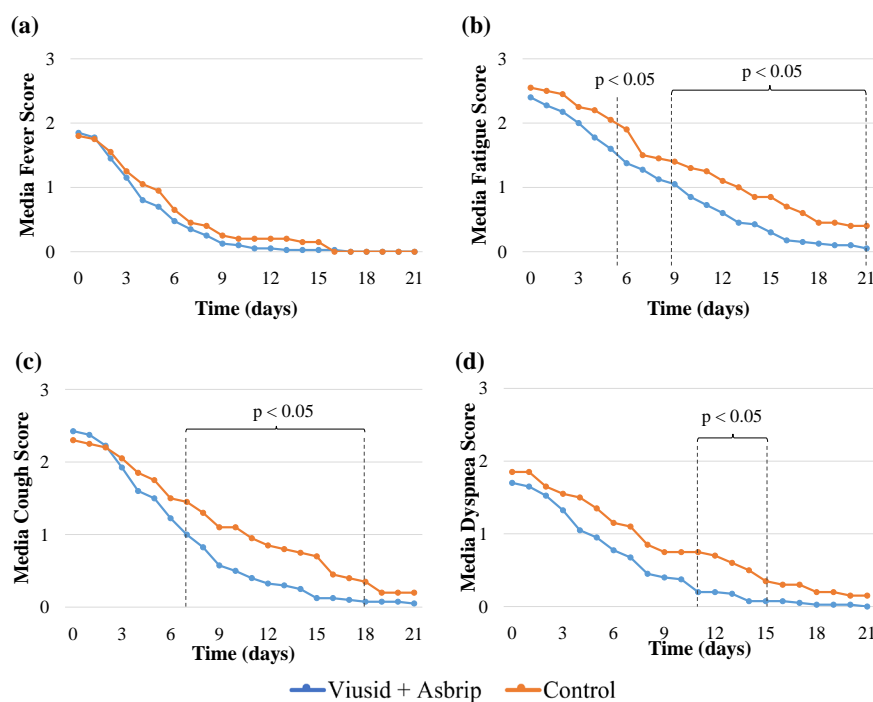 (a)
Media Fever Score
3
2
1
0
0 3 6 9 12 15 18 21
Time (days)
(b)
Media Fatigue Score
3
2
1
0
p < 0.05
p < 0.05
0 3 6 9 12 15 18 21
Time (days)
(c)
Media Cough Score
3
2
1
0
p < 0.05
0 3 6 9 12 15 18 21
Time (days)
(d)
Media Dyspnea Score
3
2
1
0
p < 0.05
0 3 6 9 12 15 18 21
Time (days)
Viusid + Asbrip Control